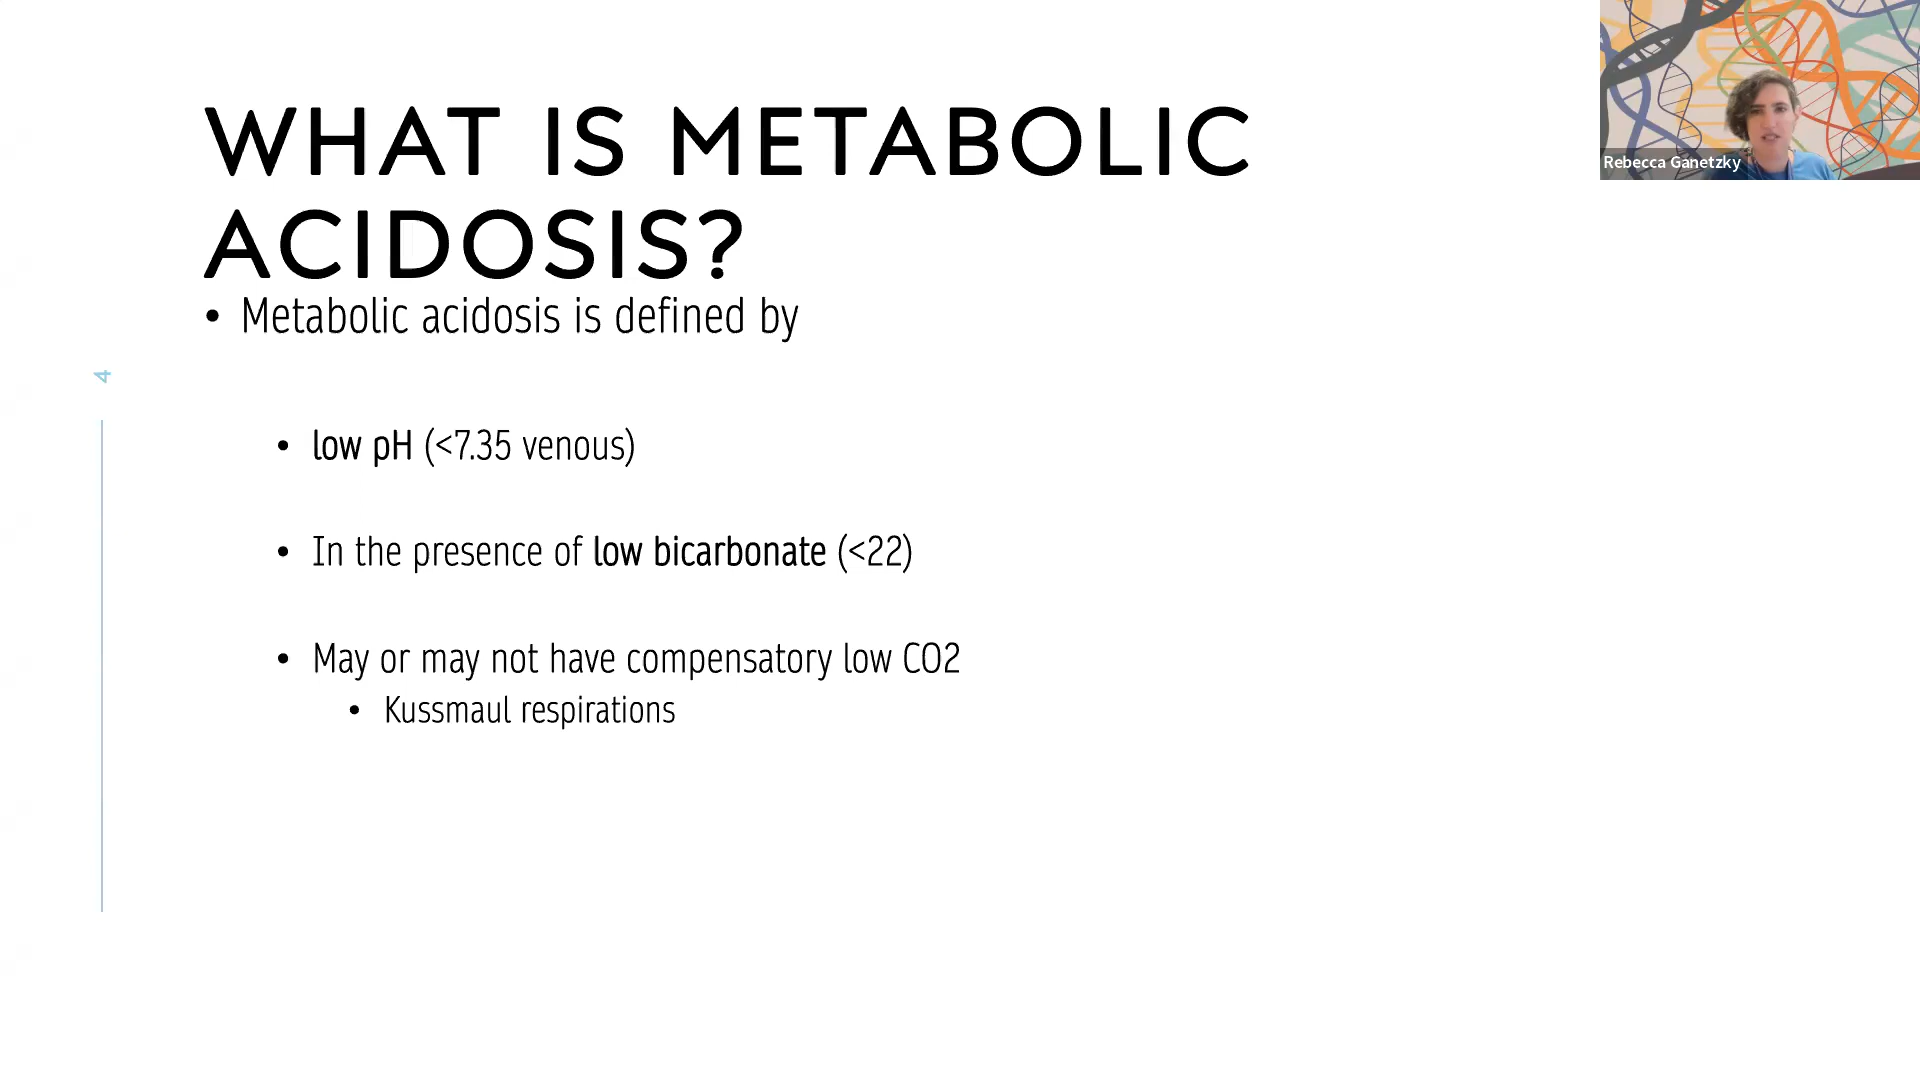 WHAT IS METABOLIC
ACIDOSIS?
• Metabolic acidosis is defined by
• low pH (<7.35 venous)
• In the presence of low bicarbonate (<22)
• May or may not have compensatory low CO2
• Kussmaul respirations
4
Rebecca Ganetzky